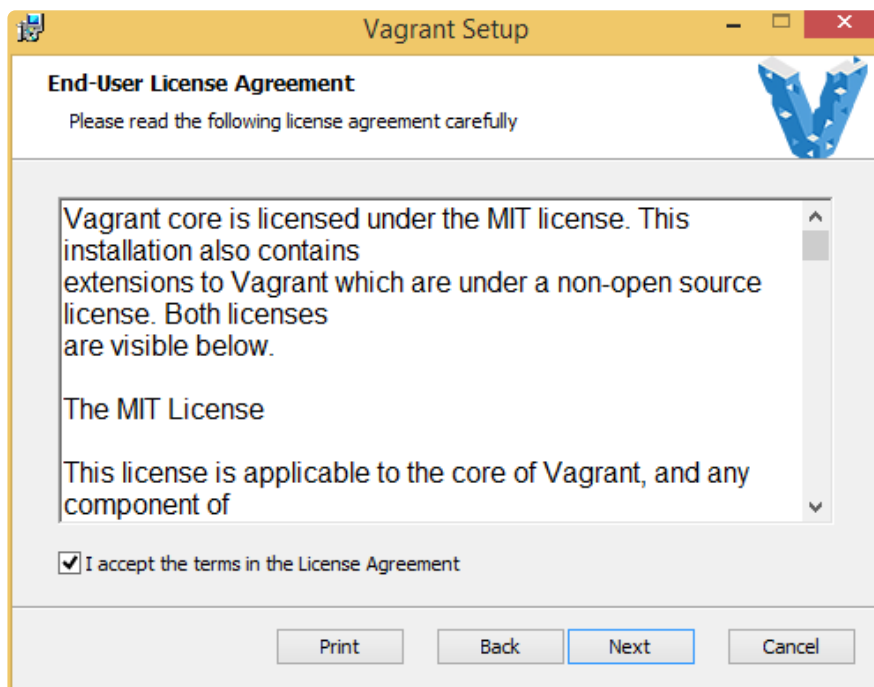 Vagrant Setup
End-User License Agreement
Please read the following license agreement carefully
Vagrant core is licensed under the MIT license. This
installation also contains
extensions to Vagrant which are under a non-open source
license. Both licenses
are visible below.
The MIT License
This license is applicable to the core of Vagrant, and any
component of
I accept the terms in the License Agreement
Print Back Next Cancel